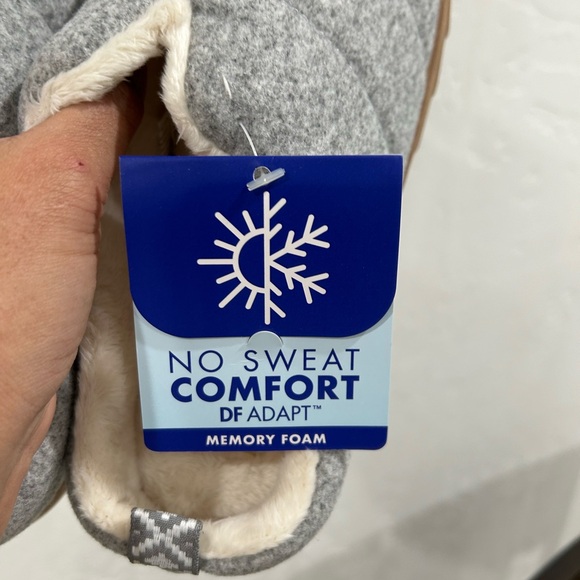 NO SWEAT
COMFORT
DF ADAPT™
MEMORY FOAM